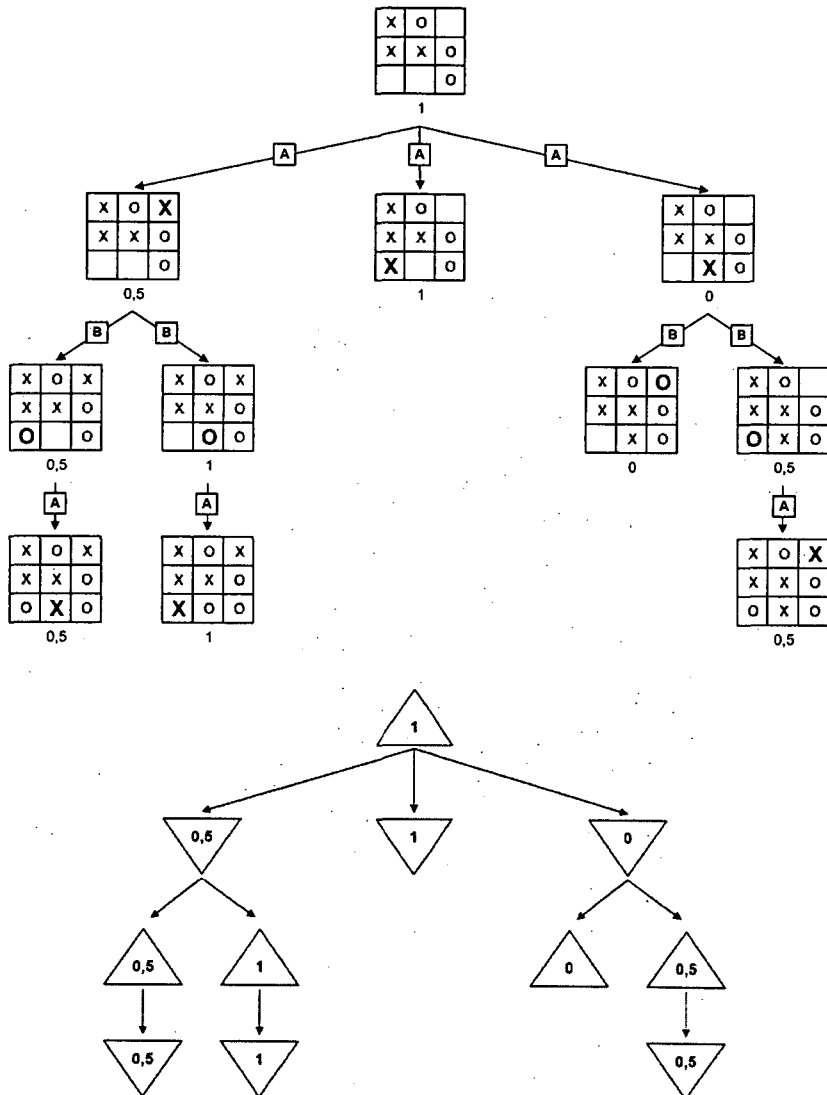 X O
X X O
O
1
A A A
X O X
X X O
O
0,5
X O
X X O
X O
1
X O
X X O
X O
0
B B B B
X O X
X X O
O O
0,5
X O X
X X O
O O
1
X O O
X X O
X O
0
X O
X X O
O X O
0,5
A A A
X O X
X X O
O X O
0,5
X O X
X X O
X O O
1
X O X
X X O
O X O
0,5
1
0,5 1 0
0,5 1 0 0,5
0,5 1 0,5